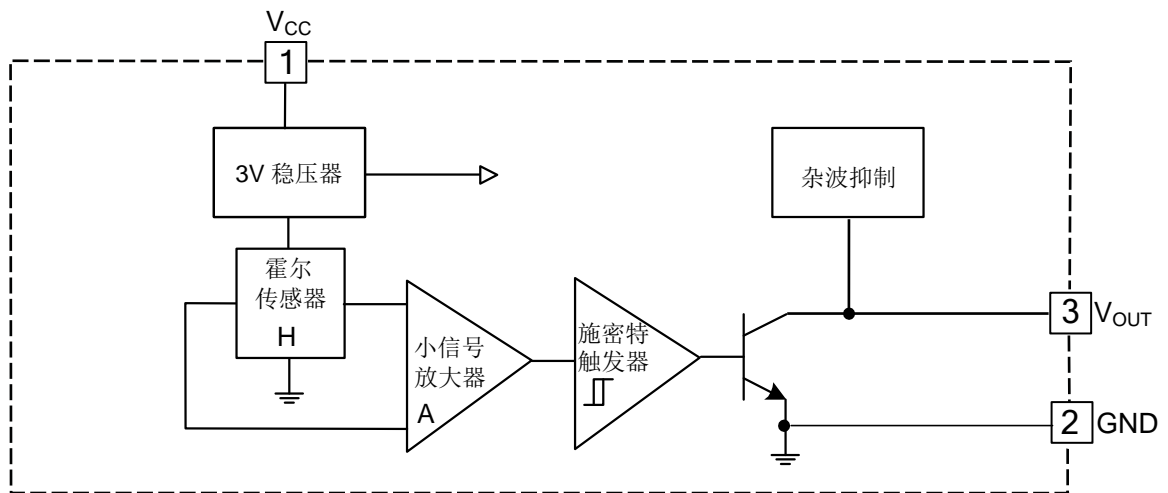 VCC
1
3V 稳压器
杂波抑制
霍尔
传感器
H
小信号
放大器
A
施密特
触发器
3
VOUT
2
GND